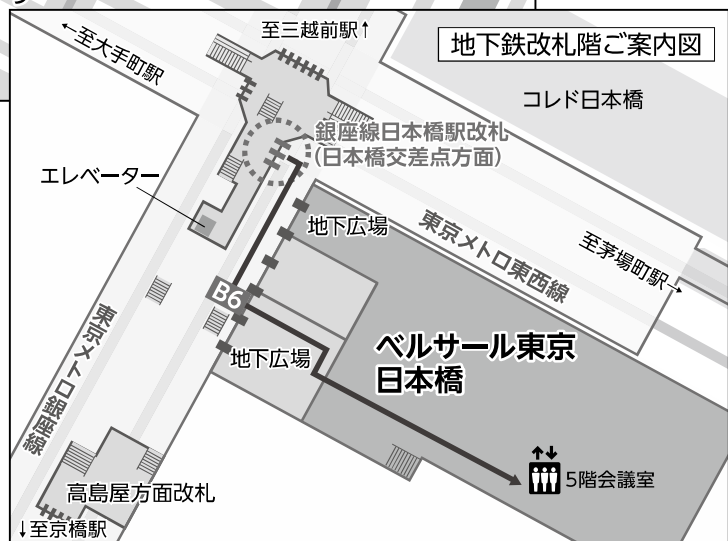 至三越前駅↑
←至大手町駅
地下鉄改札階ご案内図
コレド日本橋
銀座線日本橋駅改札
(日本橋交差点方面)
エレベーター
地下広場
東京メトロ東西線
至茅場町駅→
B6
東京メトロ銀座線
地下広場
ベルサール東京
日本橋
5階会議室
高島屋方面改札
↓至京橋駅